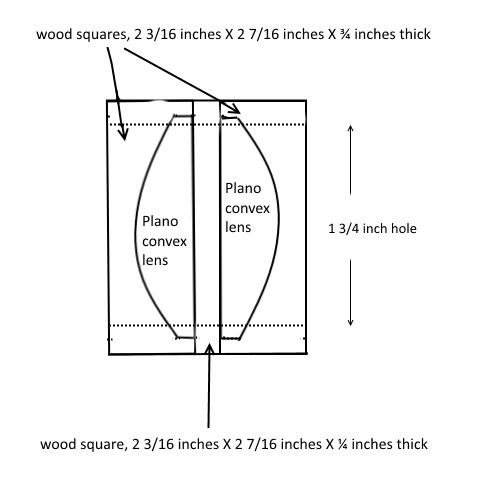 wood squares, 2 3/16 inches X 2 7/16 inches X ¾ inches thick
Plano
convex
lens
Plano
convex
lens
1 3/4 inch hole
wood square, 2 3/16 inches X 2 7/16 inches X ¼ inches thick